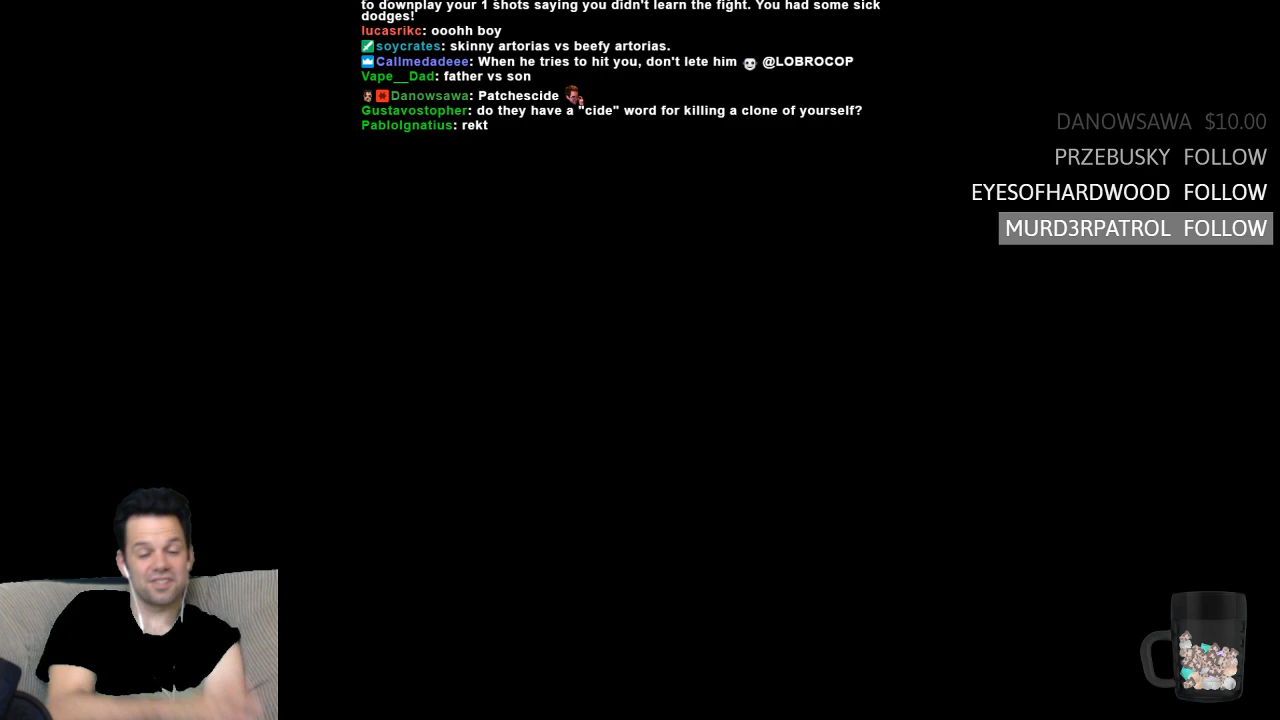 to downplay your 1 shots saying you didn't learn the fight. You had some sick
dodges!
lucasrikc: ooohh boy
soycrates: skinny artorias vs beefy artorias.
Callmedadeee: When he tries to hit you, don't lete him @LOBROCOP
Vape__Dad: father vs son
Danowsawa: Patchescide
Gustavostopher: do they have a "cide" word for killing a clone of yourself?
PabloIgnatius: rekt
DANOWSAWA $10.00
PRZEBUSKY FOLLOW
EYESOFHARDWOOD FOLLOW
MURD3RPATROL FOLLOW